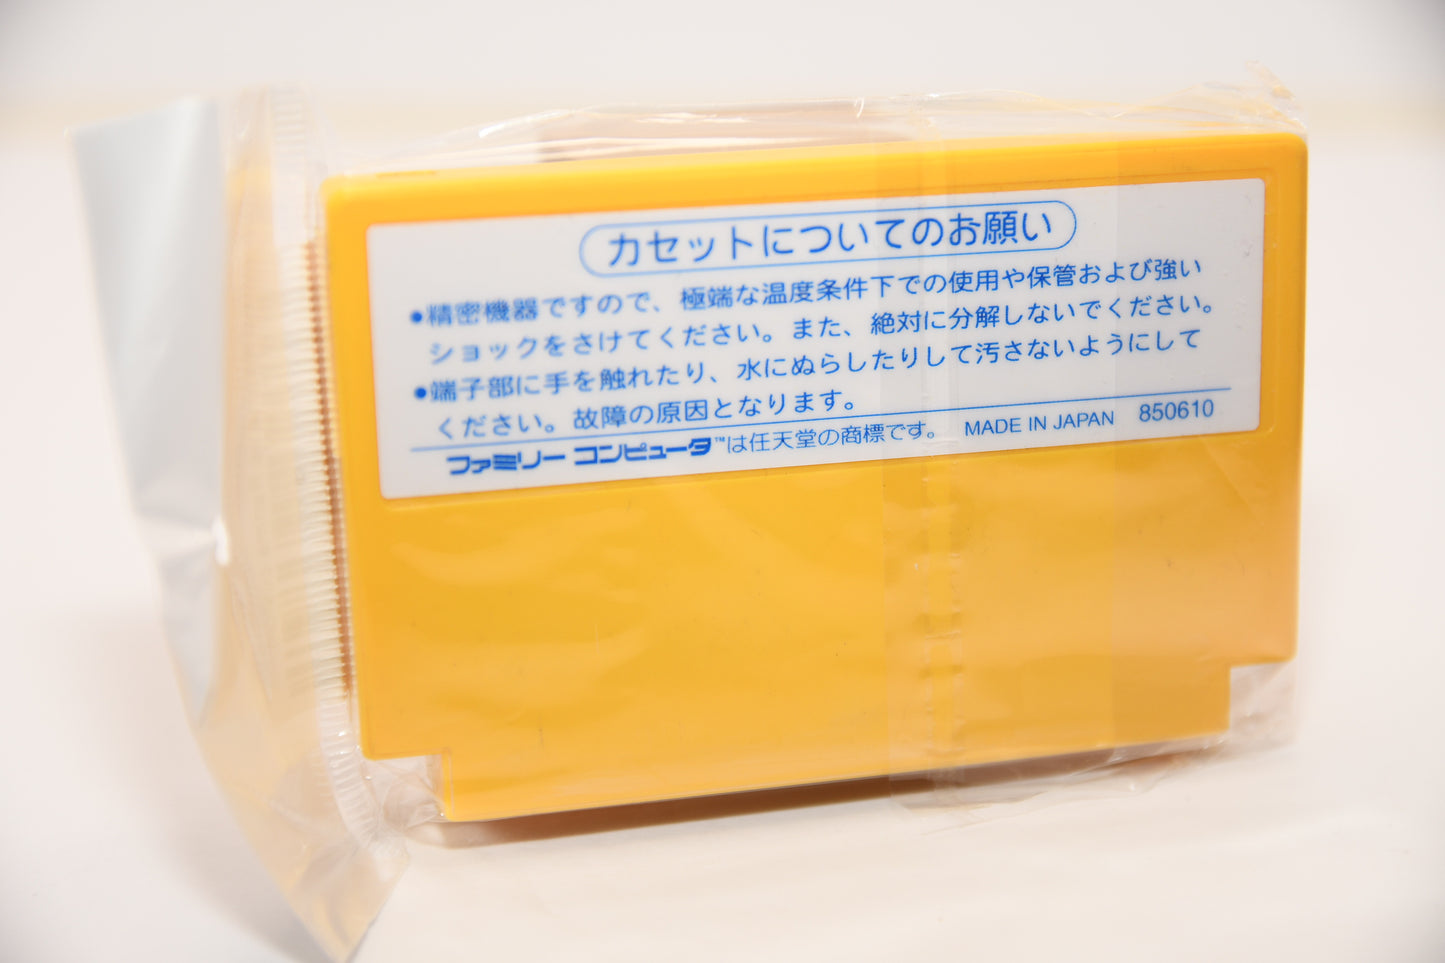 カセットについてのお願い
●精密機器ですので、極端な温度条件下での使用や保管および強い
ショックをさけてください。また、絶対に分解しないでください。
●端子部に手を触れたり、水にぬらしたりして汚さないようにして
ください。故障の原因となります。
ファミリー コンピュータ™は任天堂の商標です。 MADE IN JAPAN 850610